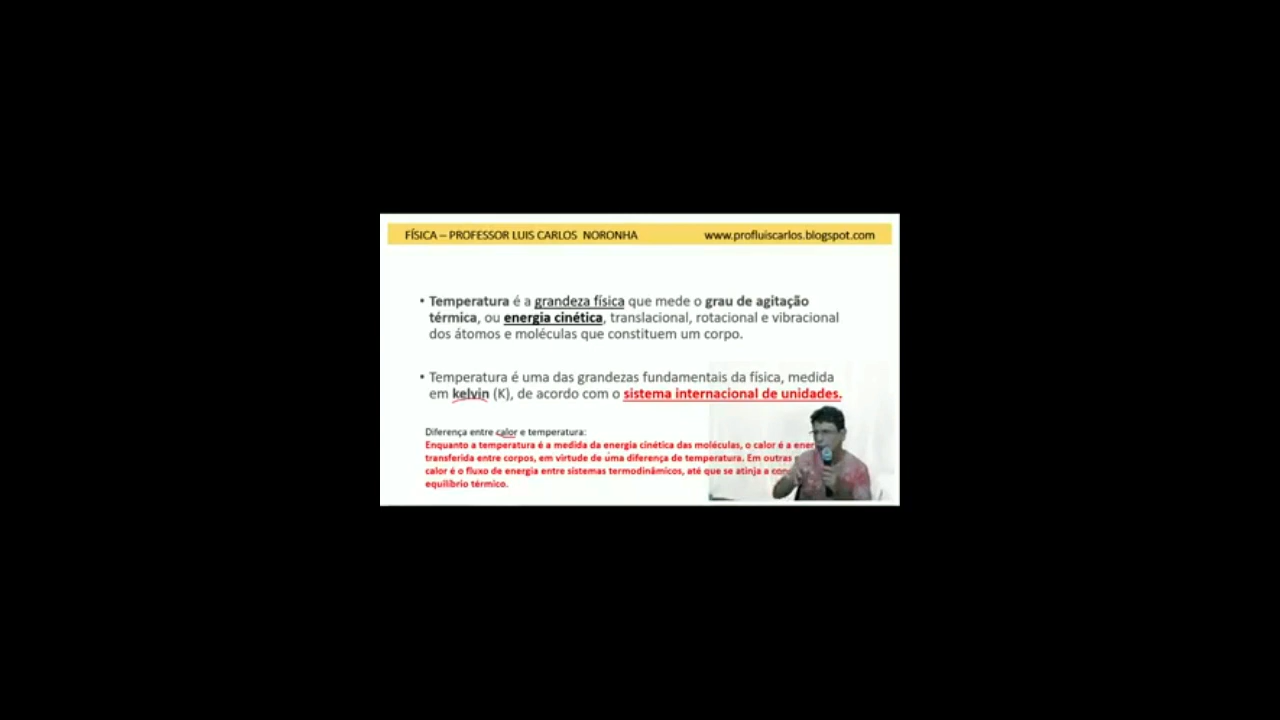 FÍSICA – PROFESSOR LUIS CARLOS NORONHA www.profluiscarlos.blogspot.com
• Temperatura é a grandeza física que mede o grau de agitação
térmica, ou energia cinética, translacional, rotacional e vibracional
dos átomos e moléculas que constituem um corpo.
• Temperatura é uma das grandezas fundamentais da física, medida
em kelvin (K), de acordo com o sistema internacional de unidades.
Diferença entre calor e temperatura:
Enquanto a temperatura é a medida da energia cinética das moléculas, o calor é a
transferida entre corpos, em virtude de uma diferença de temperatura. Em outras
calor é o fluxo de energia entre sistemas termodinâmicos, até que se atinja a
equilíbrio térmico.